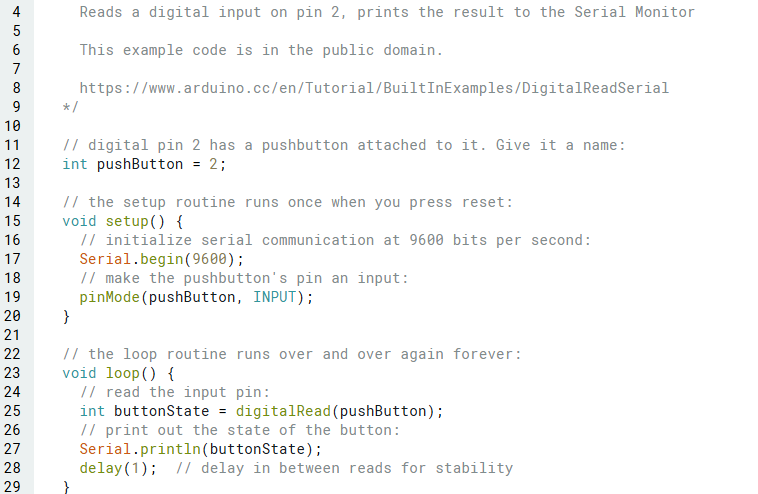 4 Reads a digital input on pin 2, prints the result to the Serial Monitor
5
6 This example code is in the public domain.
7
8 https://www.arduino.cc/en/Tutorial/BuiltInExamples/DigitalReadSerial
9 */
10
11 // digital pin 2 has a pushbutton attached to it. Give it a name:
12 int pushButton = 2;
13
14 // the setup routine runs once when you press reset:
15 void setup() {
16 // initialize serial communication at 9600 bits per second:
17 Serial.begin(9600);
18 // make the pushbutton's pin an input:
19 pinMode(pushButton, INPUT);
20 }
21
22 // the loop routine runs over and over again forever:
23 void loop() {
24 // read the input pin:
25 int buttonState = digitalRead(pushButton);
26 // print out the state of the button:
27 Serial.println(buttonState);
28 delay(1); // delay in between reads for stability
29 }